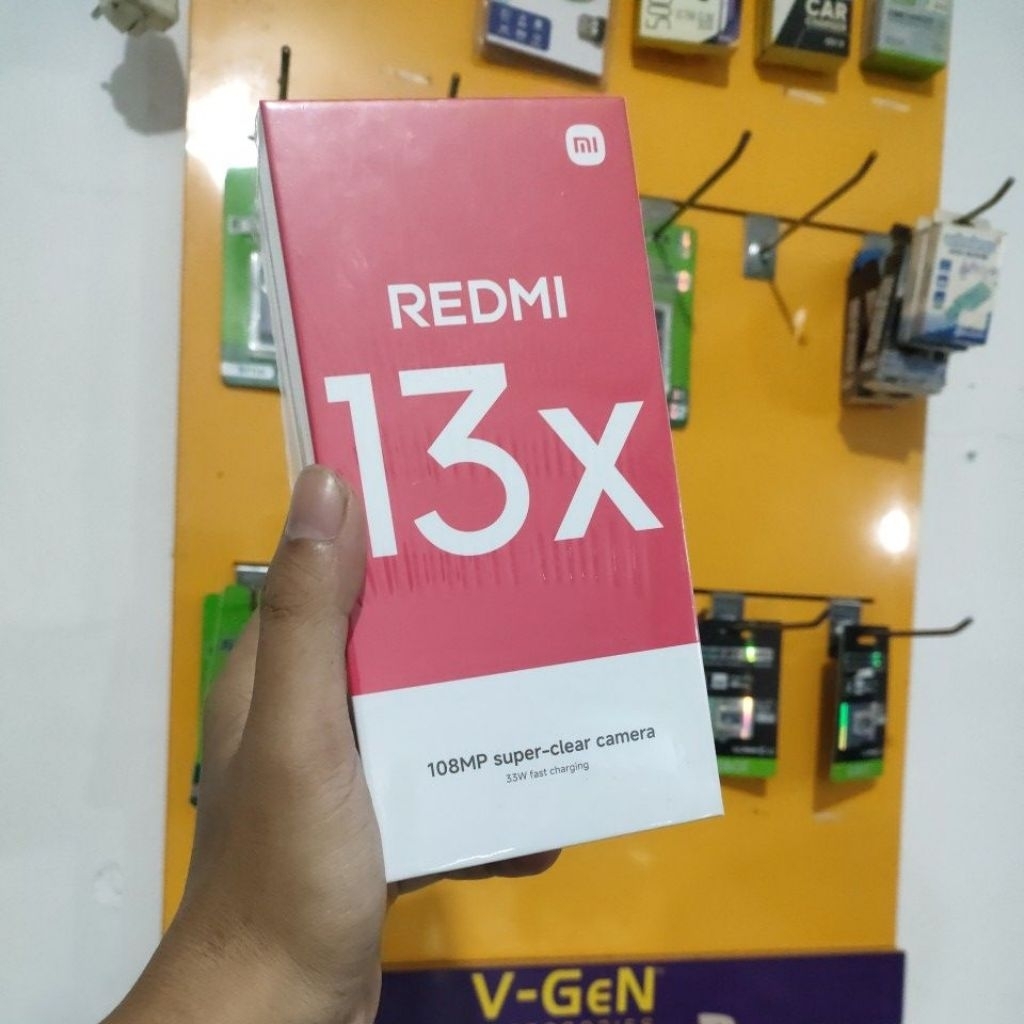 CAR
mi
REDMI
13x
108MP super-clear camera
33W fast charging
V-GeN